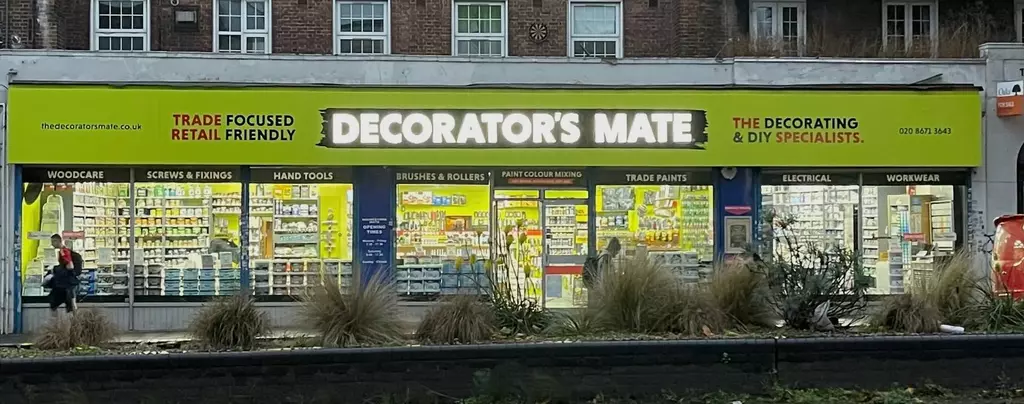 thedecoratorsmate.co.uk
TRADE FOCUSED
RETAIL FRIENDLY
DECORATOR'S MATE
THE DECORATING
& DIY SPECIALISTS.
020 8671 3643
WOODCARE
SCREWS & FIXINGS
HAND TOOLS
BRUSHES & ROLLERS
PAINT COLOUR MIXING
TRADE PAINTS
ELECTRICAL
WORKWEAR
OPENING
TIMES